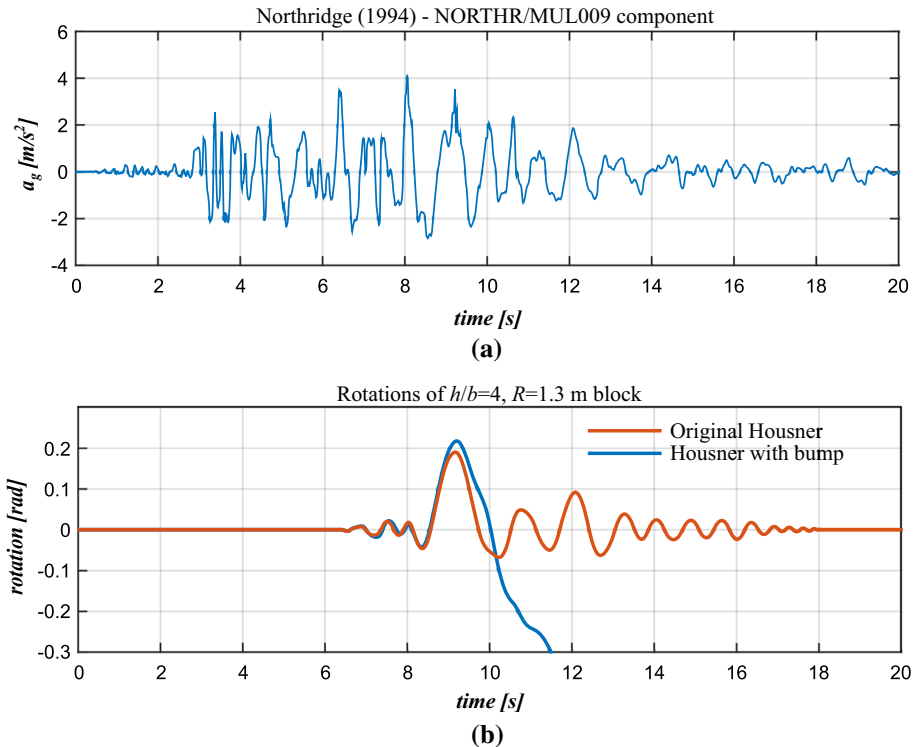 Northridge (1994) - NORTHR/MUL009 component
6
4
2
0
-2
-4
a_g [m/s²]
0 2 4 6 8 10 12 14 16 18 20
time [s]
(a)
Rotations of h/b=4, R=1.3 m block
0.2
0.1
0
-0.1
-0.2
-0.3
rotation [rad]
Original Housner
Housner with bump
0 2 4 6 8 10 12 14 16 18 20
time [s]
(b)